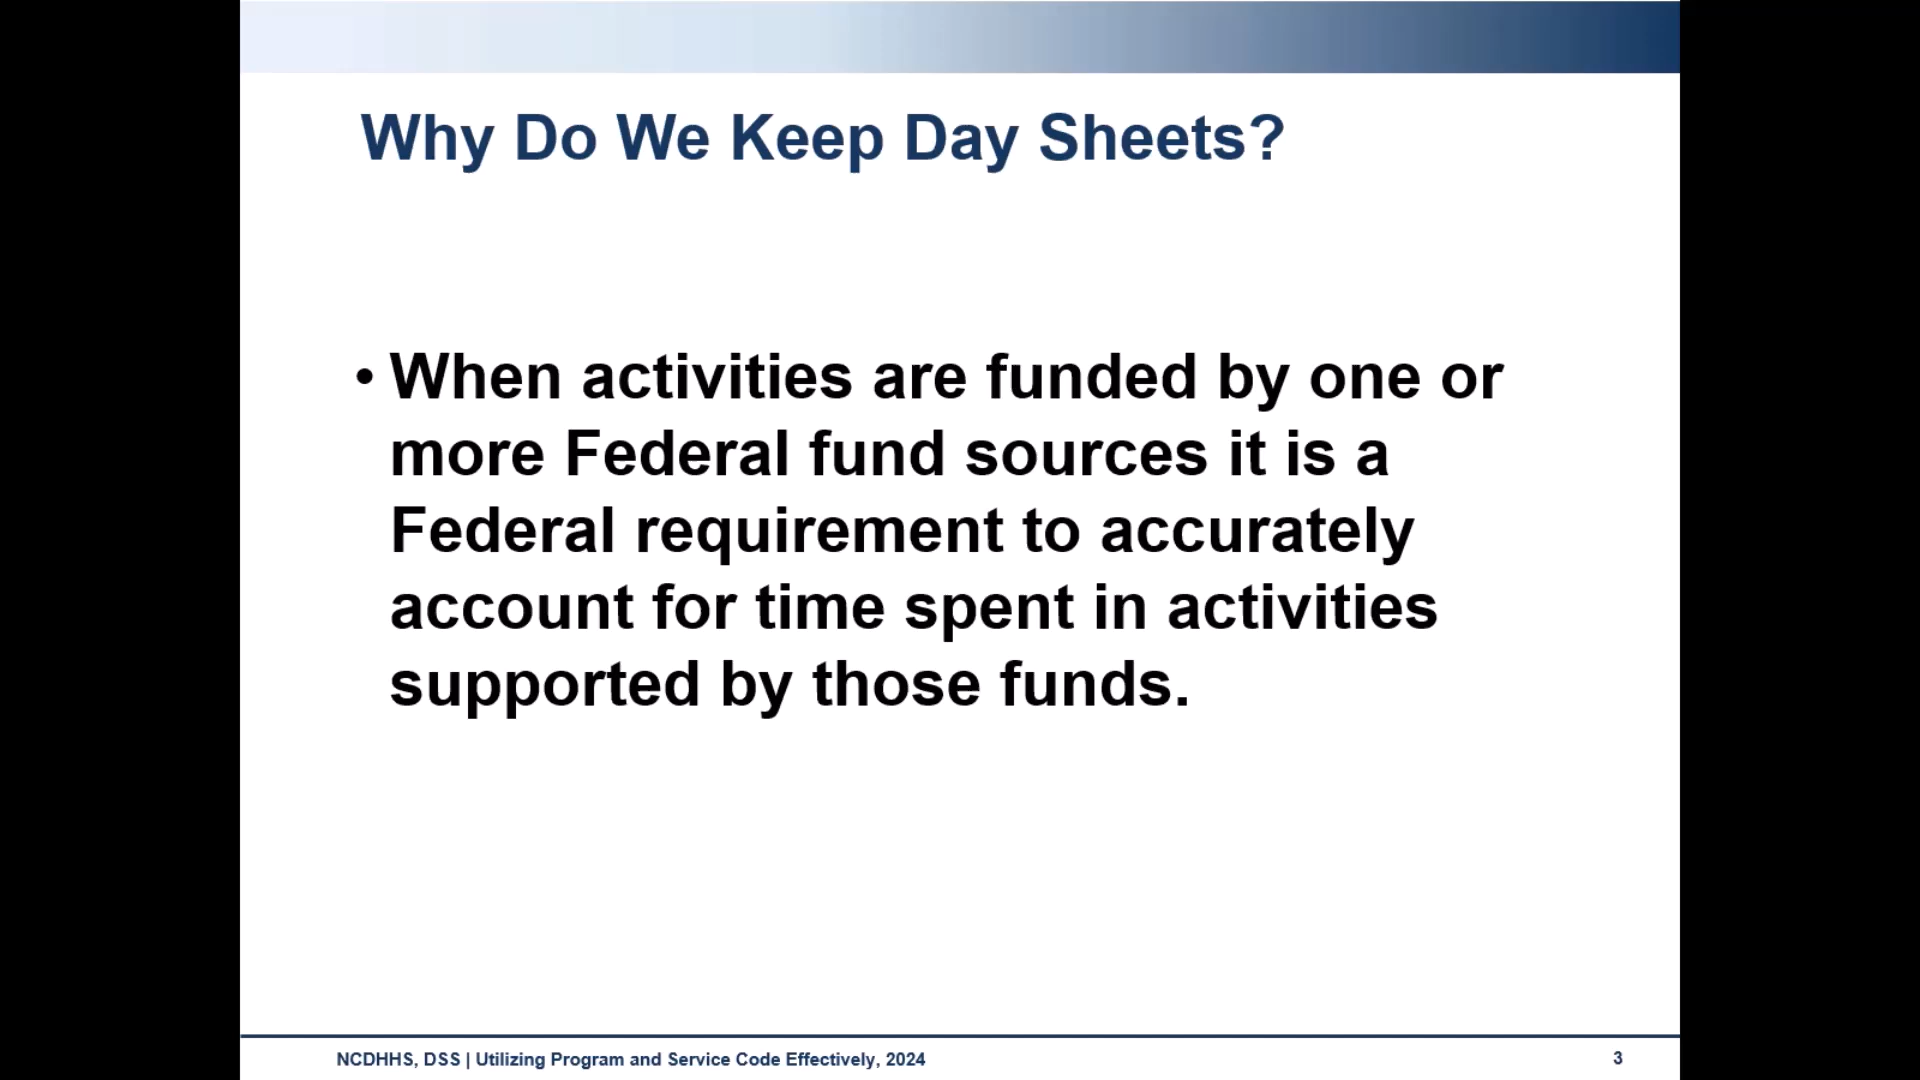 Why Do We Keep Day Sheets?
• When activities are funded by one or
more Federal fund sources it is a
Federal requirement to accurately
account for time spent in activities
supported by those funds.
NCDHHS, DSS | Utilizing Program and Service Code Effectively, 2024
3